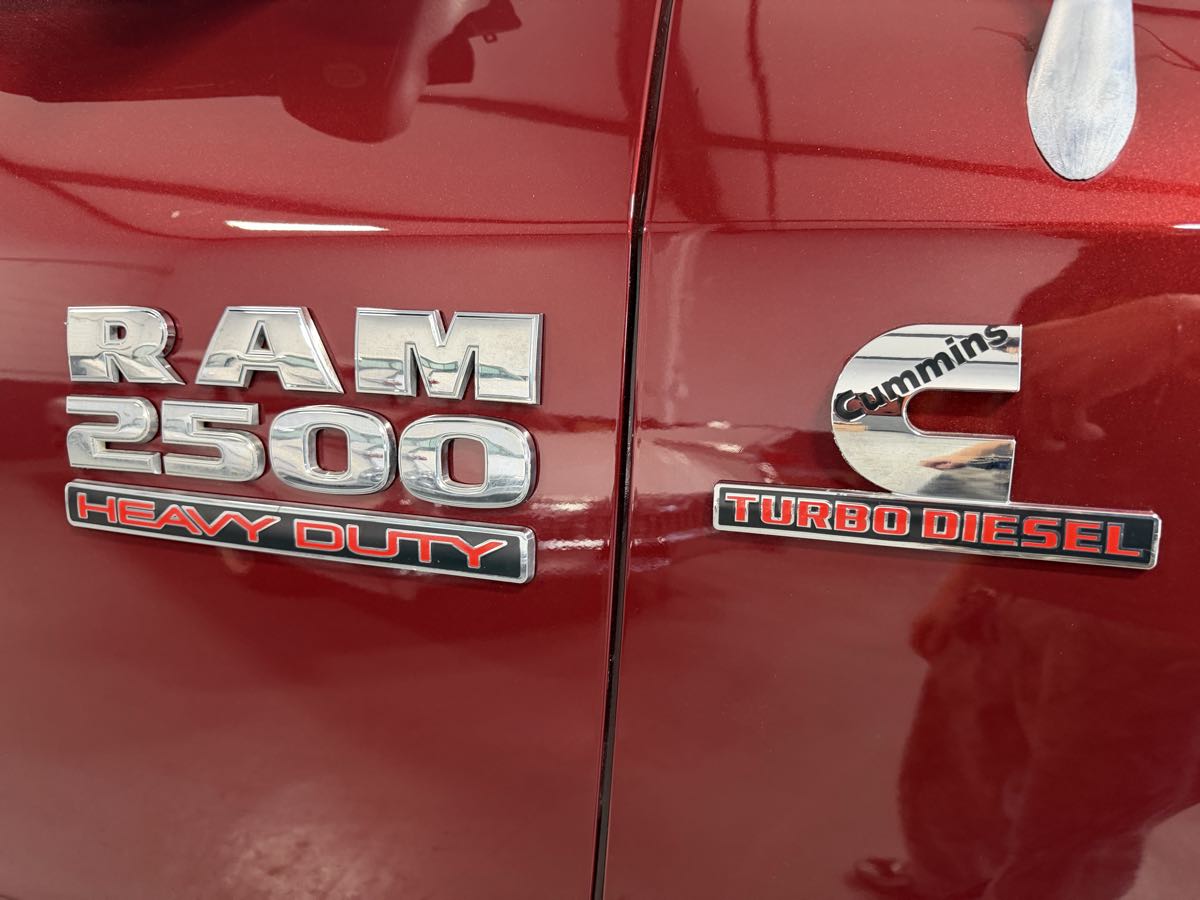 RAM
2500
HEAVY DUTY
Cummins
TURBO DIESEL